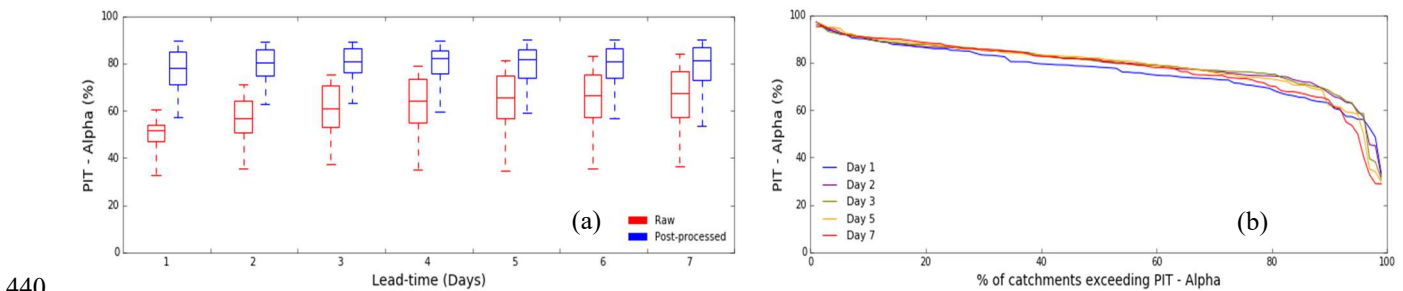 100
80
60
40
20
0
PIT - Alpha (%)
1 2 3 4 5 6 7
Lead-time (Days)
(a)
Raw
Post-processed
100
80
60
40
20
0
PIT - Alpha (%)
Day 1
Day 2
Day 3
Day 5
Day 7
(b)
0 20 40 60 80 100
% of catchments exceeding PIT - Alpha
440